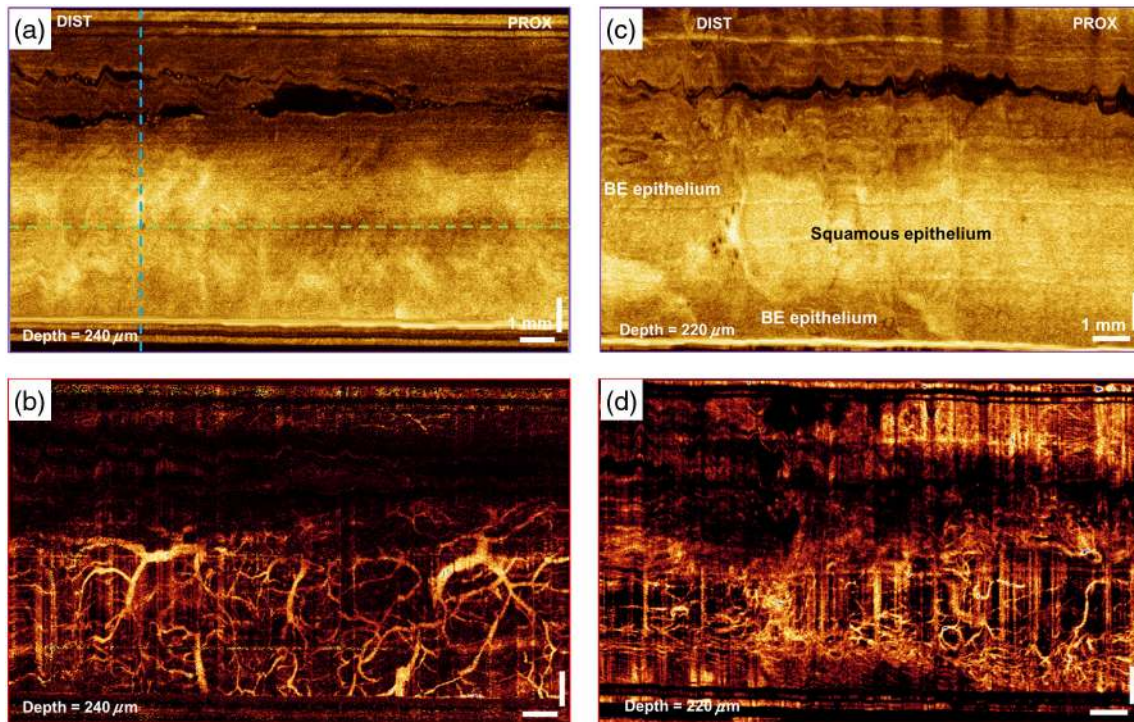 (a)
DIST
PROX
Depth = 240 μm
1 mm
(c)
DIST
PROX
BE epithelium
Squamous epithelium
BE epithelium
Depth = 220 μm
1 mm
(b)
Depth = 240 μm
(d)
Depth = 220 μm